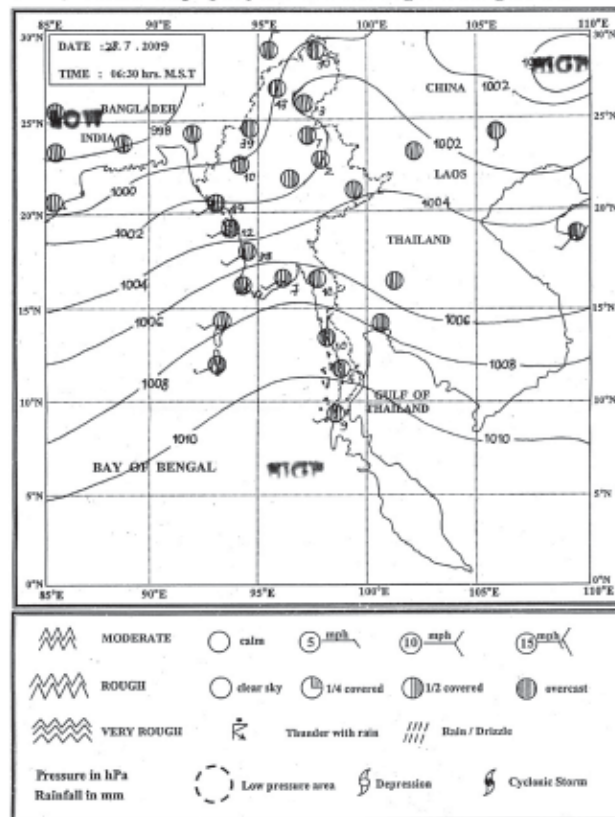 85°E 90°E 95°E 100°E 105°E 110°E
30°N 30°N
DATE : 28.7.2009
TIME : 06:30 hrs. M.S.T
CHINA
1002
BANGLADEH
LOW
998
INDIA
25°N 25°N
1002
LAOS
1000
1004
20°N 20°N
1002
THAILAND
1004
15°N 15°N
1006
1006
1008
1008
10°N 10°N
GULF OF
THAILAND
1010
1010
BAY OF BENGAL
5°N 5°N
0°N 0°N
85°E 90°E 95°E 100°E 105°E 110°E
MODERATE calm 5 mph 10 mph 15 mph
ROUGH clear sky 1/4 covered 1/2 covered overcast
VERY ROUGH Thunder with rain Rain / Drizzle
Pressure in hPa
Rainfall in mm
Low pressure area Depression Cyclonic Storm